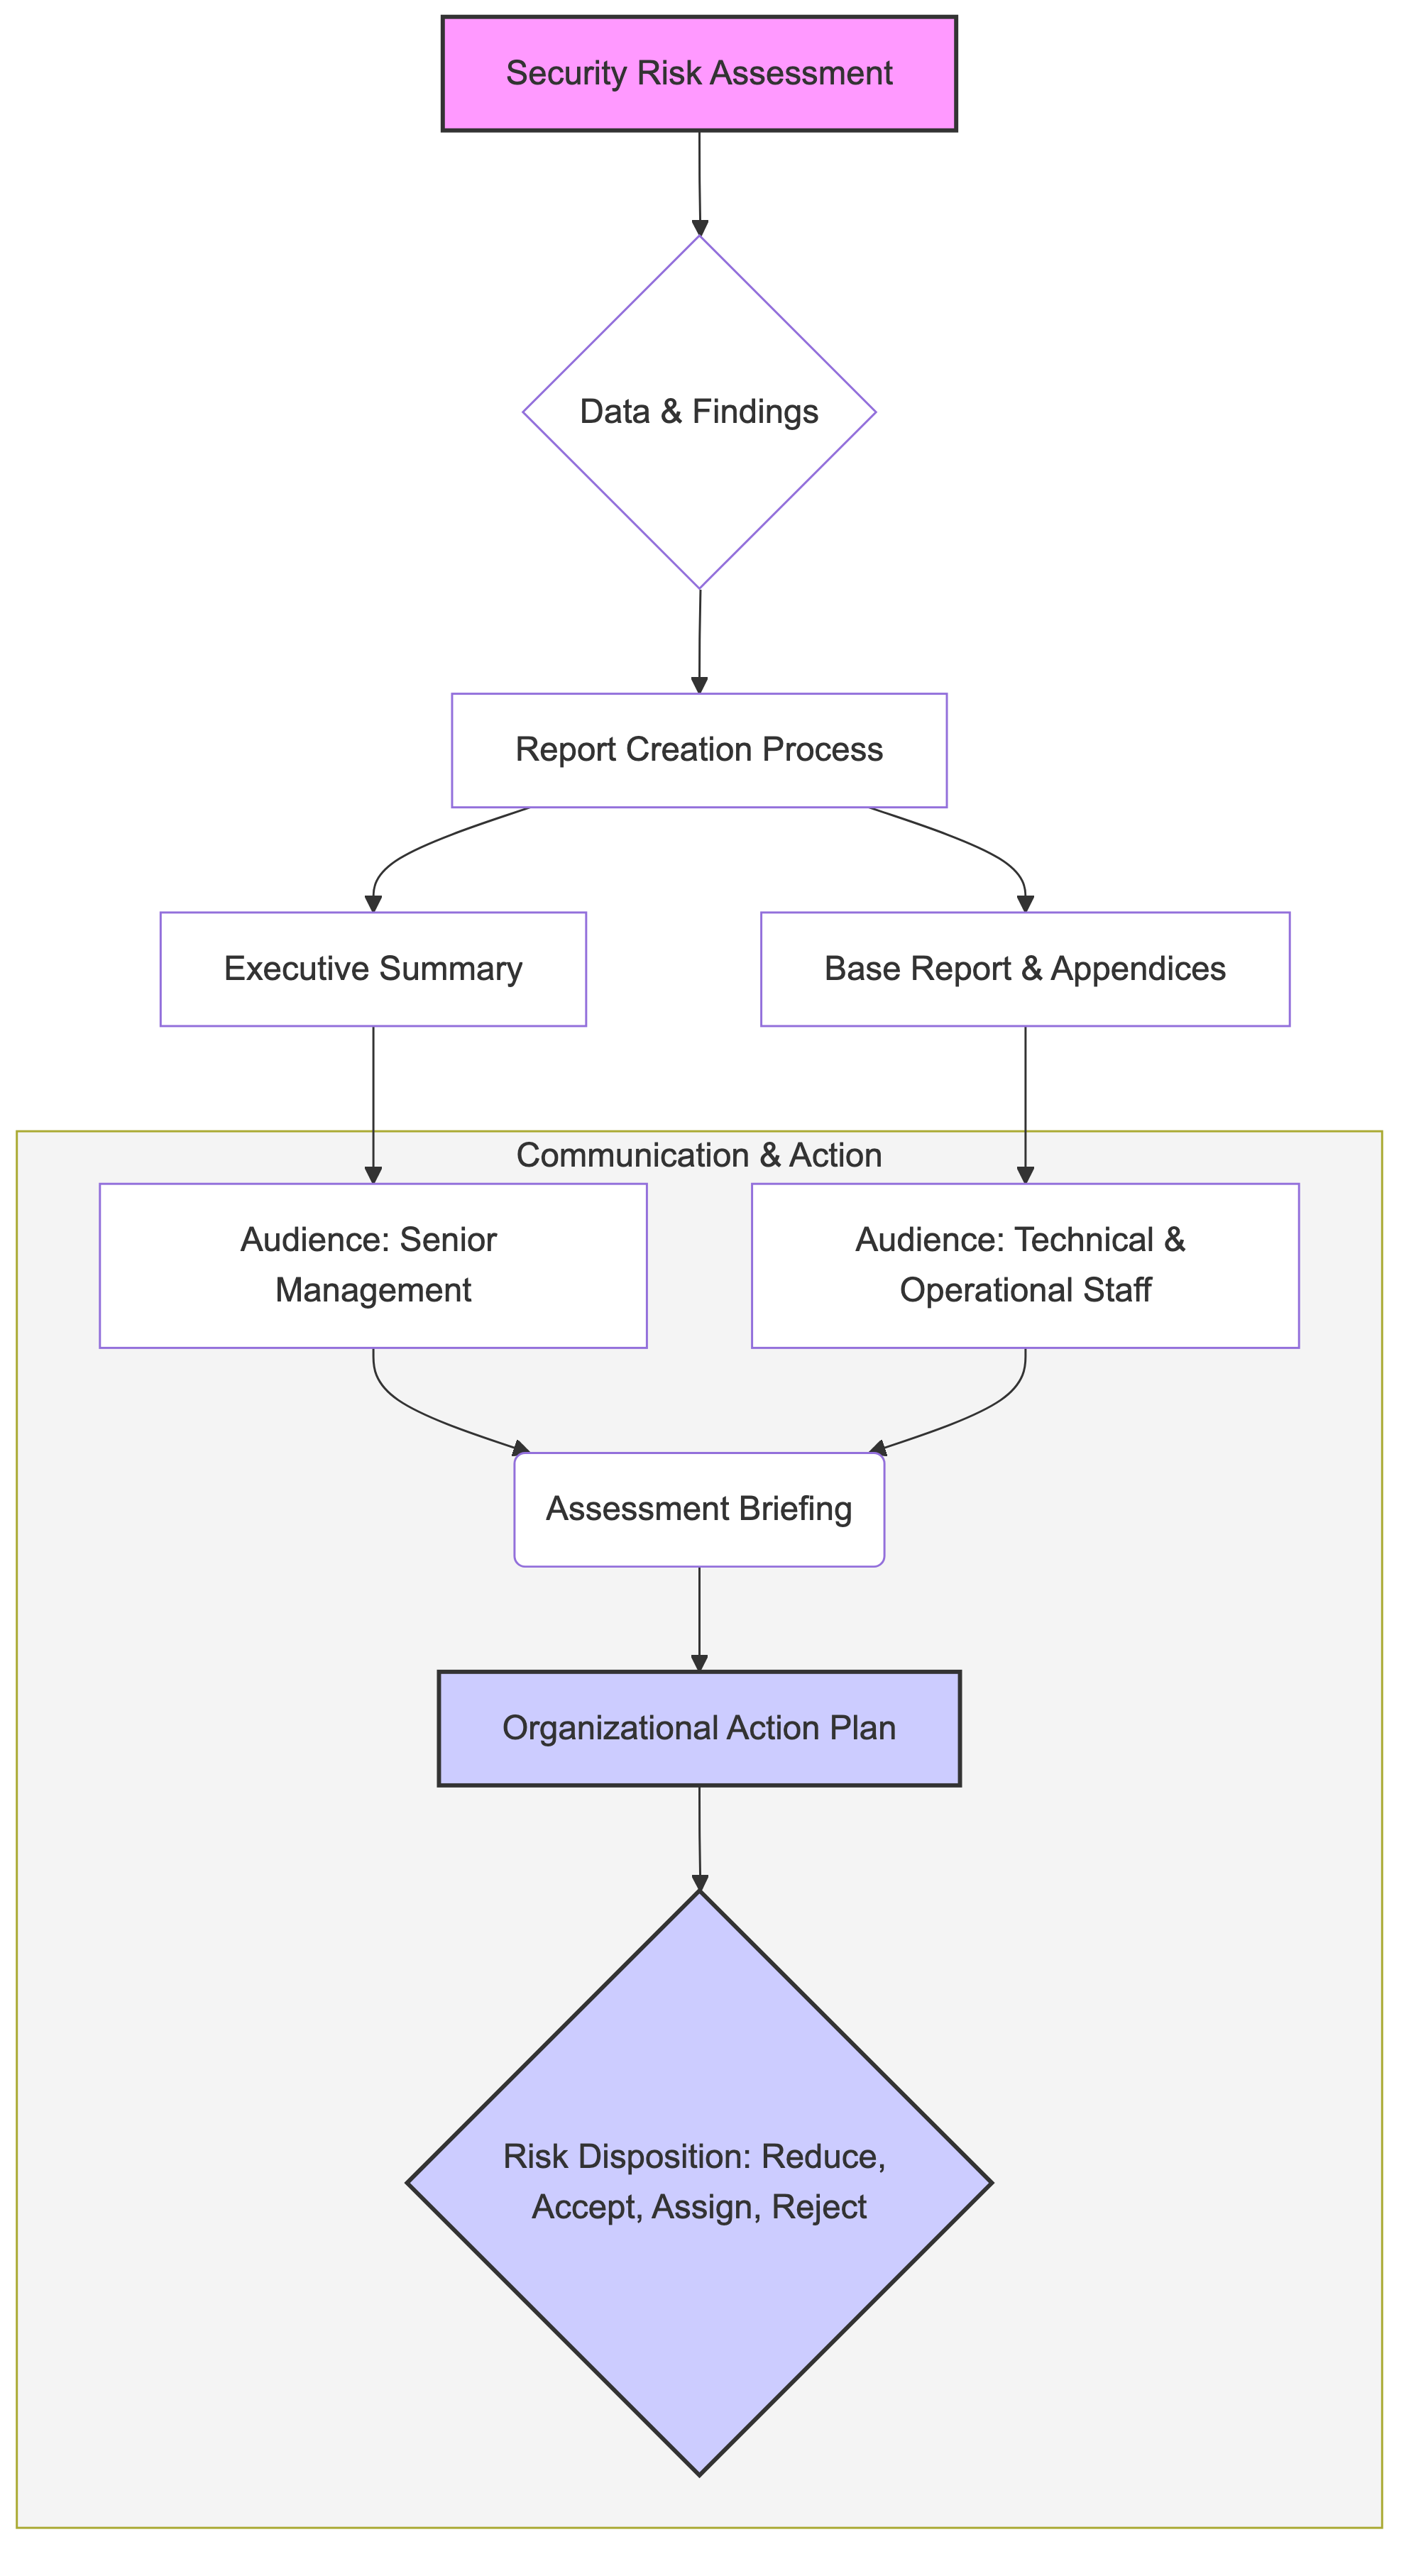 Security Risk Assessment
Data & Findings
Report Creation Process
Executive Summary
Base Report & Appendices
Communication & Action
Audience: Senior
Management
Audience: Technical &
Operational Staff
Assessment Briefing
Organizational Action Plan
Risk Disposition: Reduce,
Accept, Assign, Reject